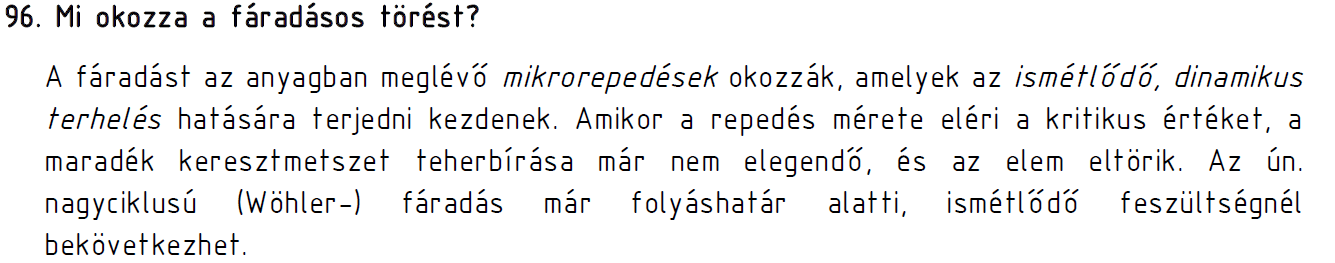 96. Mi okozza a fáradásos törést?
A fáradást az anyagban meglévő mikrorepedések okozzák, amelyek az ismétlődő, dinamikus
terhelés hatására terjedni kezdenek. Amikor a repedés mérete eléri a kritikus értéket, a
maradék keresztmetszet teherbírása már nem elegendő, és az elem eltörik. Az ún.
nagyciklusú (Wöhler-) fáradás már folyáshatár alatti, ismétlődő feszültségnél
bekövetkezhet.